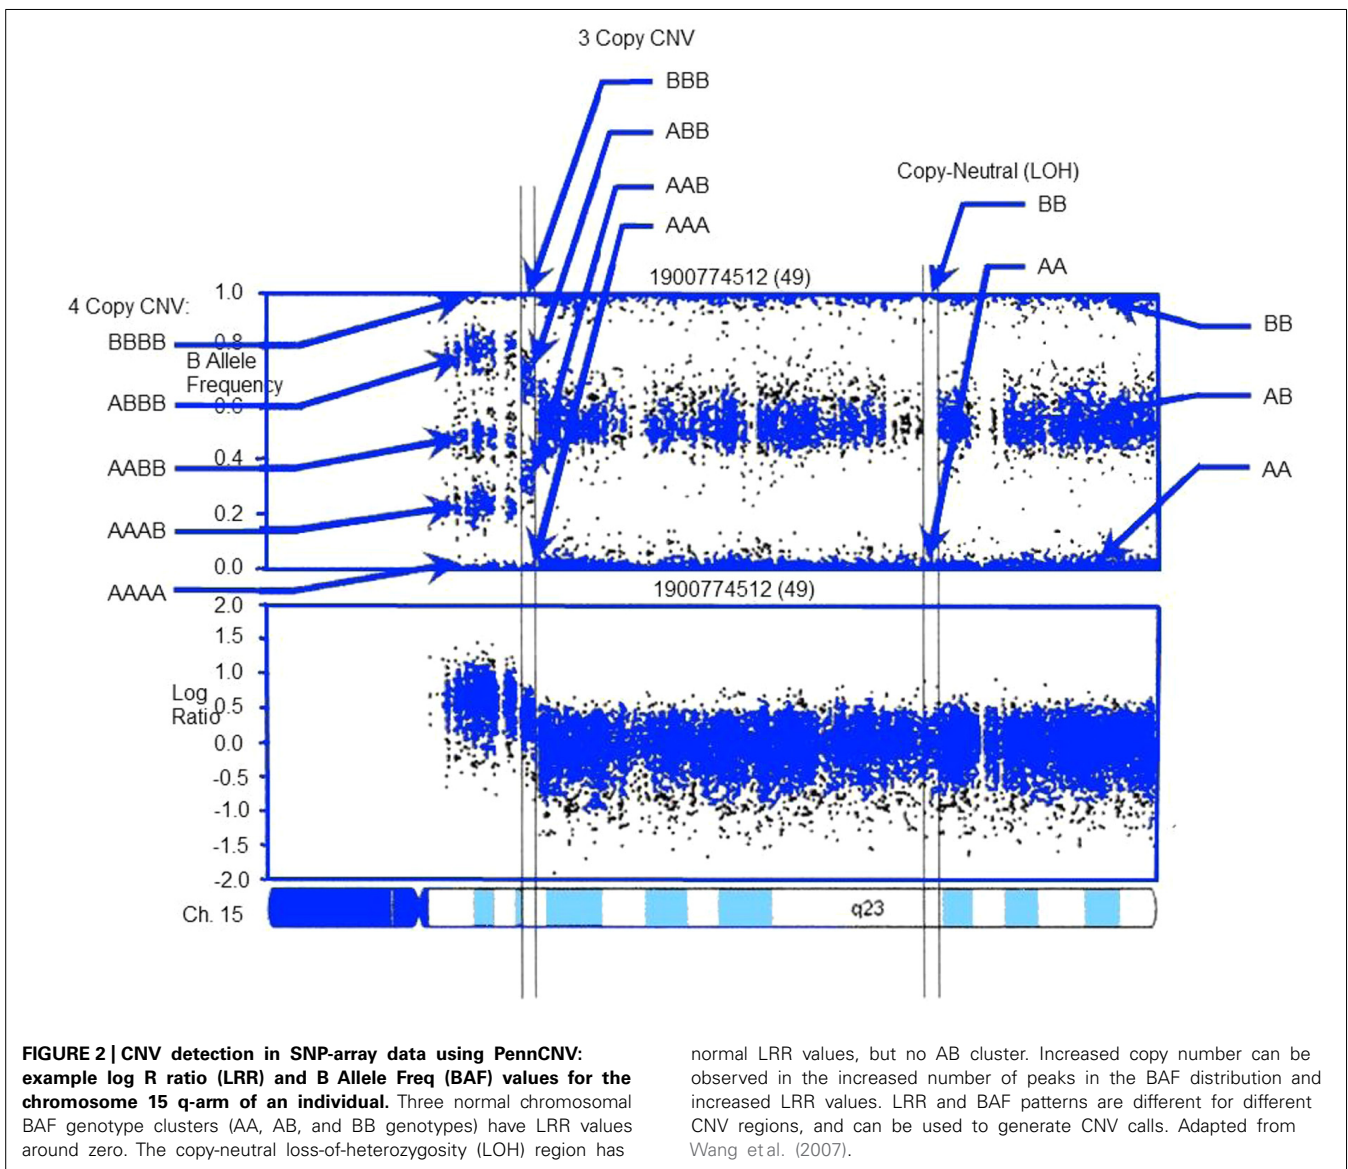 3 Copy CNV
BBB
ABB
AAB
AAA
Copy-Neutral (LOH)
BB
AA
1900774512 (49)
4 Copy CNV:
BBBB
ABBB
AABB
AAAB
AAAA
1.0
0.8
B Allele
Frequency
0.6
0.4
0.2
0.0
BB
AB
AA
1900774512 (49)
2.0
1.5
1.0
Log
Ratio
0.5
0.0
-0.5
-1.0
-1.5
-2.0
Ch. 15
q23
FIGURE 2 | CNV detection in SNP-array data using PennCNV:
example log R ratio (LRR) and B Allele Freq (BAF) values for the
chromosome 15 q-arm of an individual. Three normal chromosomal
BAF genotype clusters (AA, AB, and BB genotypes) have LRR values
around zero. The copy-neutral loss-of-heterozygosity (LOH) region has
normal LRR values, but no AB cluster. Increased copy number can be
observed in the increased number of peaks in the BAF distribution and
increased LRR values. LRR and BAF patterns are different for different
CNV regions, and can be used to generate CNV calls. Adapted from
Wang et al. (2007).